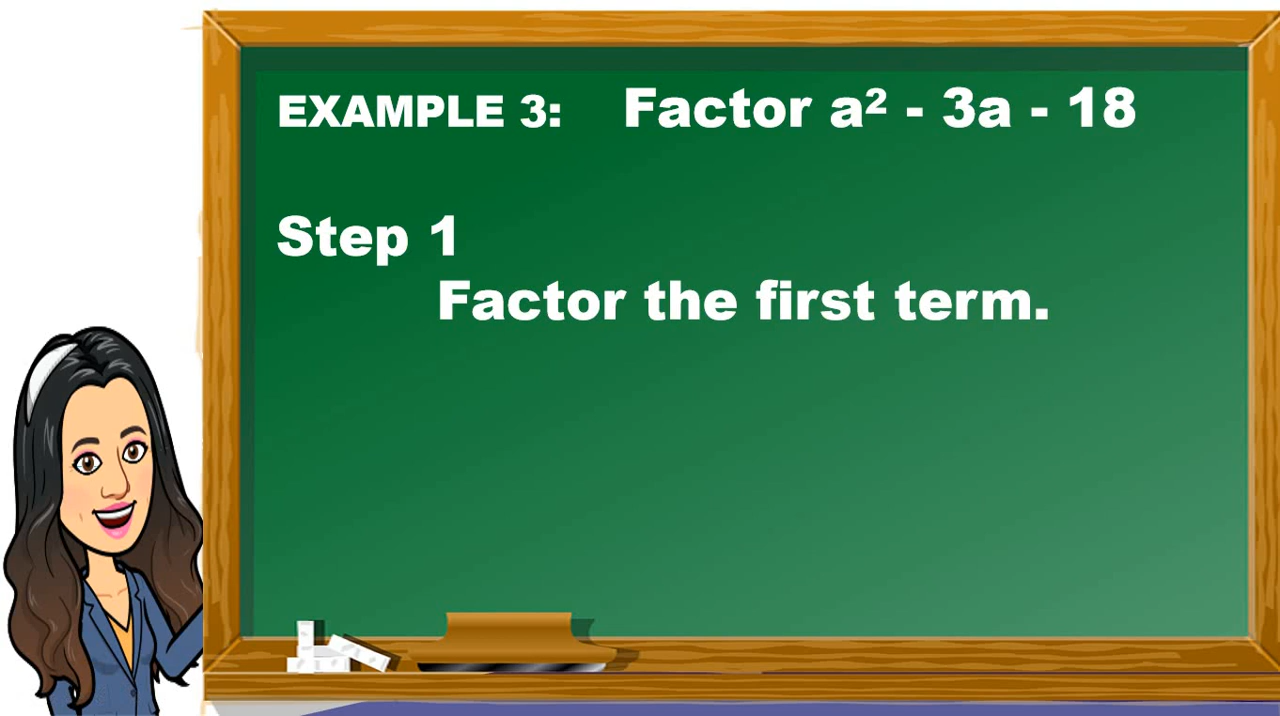 EXAMPLE 3: Factor a² - 3a - 18
Step 1
Factor the first term.